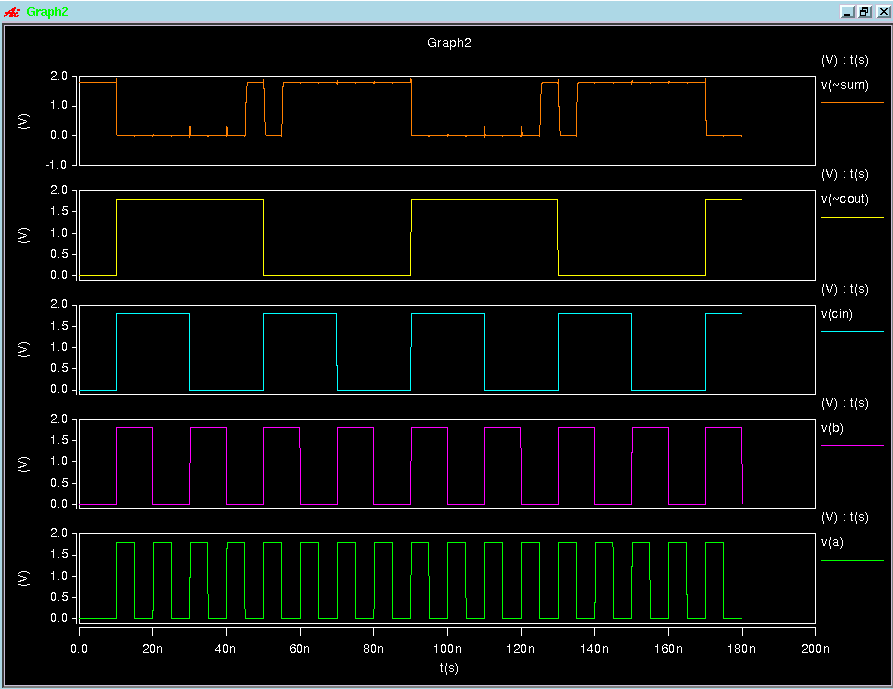 Graph2
Graph2
(V) : t(s)
v(~sum)
2.0
1.0
0.0
-1.0
(V)
(V) : t(s)
v(~cout)
2.0
1.5
1.0
0.5
0.0
(V)
(V) : t(s)
v(cin)
2.0
1.5
1.0
0.5
0.0
(V)
(V) : t(s)
v(b)
2.0
1.5
1.0
0.5
0.0
(V)
(V) : t(s)
v(a)
2.0
1.5
1.0
0.5
0.0
(V)
0.0 20n 40n 60n 80n 100n 120n 140n 160n 180n 200n
t(s)